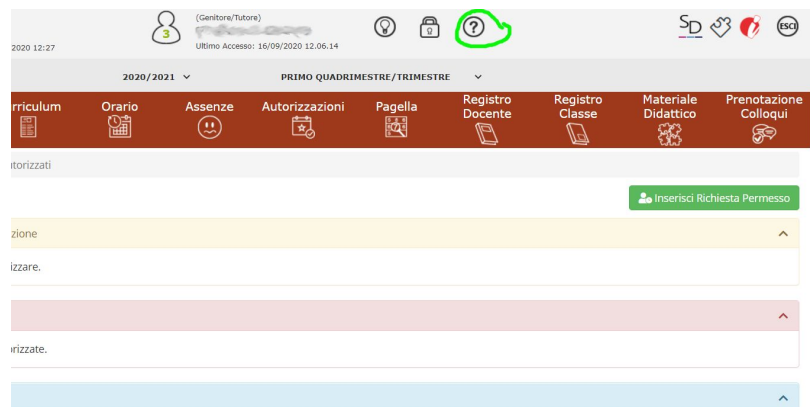 (Genitore/Tutore)
3
2020 12:27
Ultimo Accesso: 16/09/2020 12.06.14
?
SD
ESCI
2020/2021
PRIMO QUADRIMESTRE/TRIMESTRE
rriculum
Orario
Assenze
Autorizzazioni
Pagella
Registro Docente
Registro Classe
Materiale Didattico
Prenotazione Colloqui
torizzati
Inserisci Richiesta Permesso
zione
izzare.
orizzate.